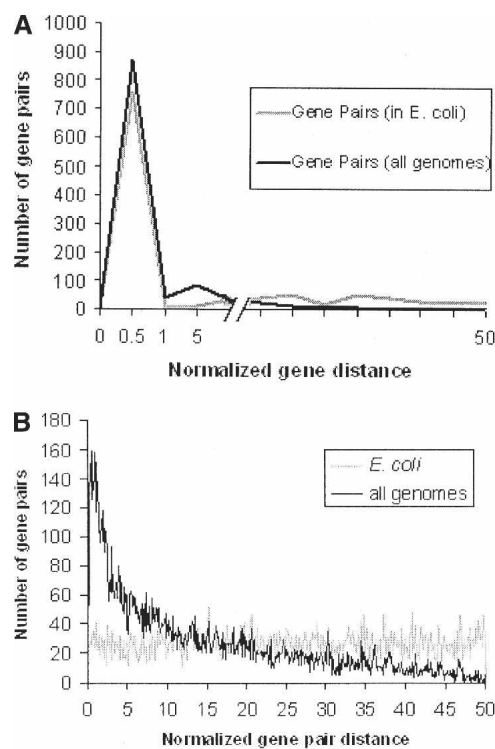 A
Number of gene pairs
1000
900
800
700
600
500
400
300
200
100
0
Gene Pairs (in E. coli)
Gene Pairs (all genomes)
0 0.5 1 5 50
Normalized gene distance
B
Number of gene pairs
180
160
140
120
100
80
60
40
20
0
E. coli
all genomes
0 5 10 15 20 25 30 35 40 45 50
Normalized gene pair distance